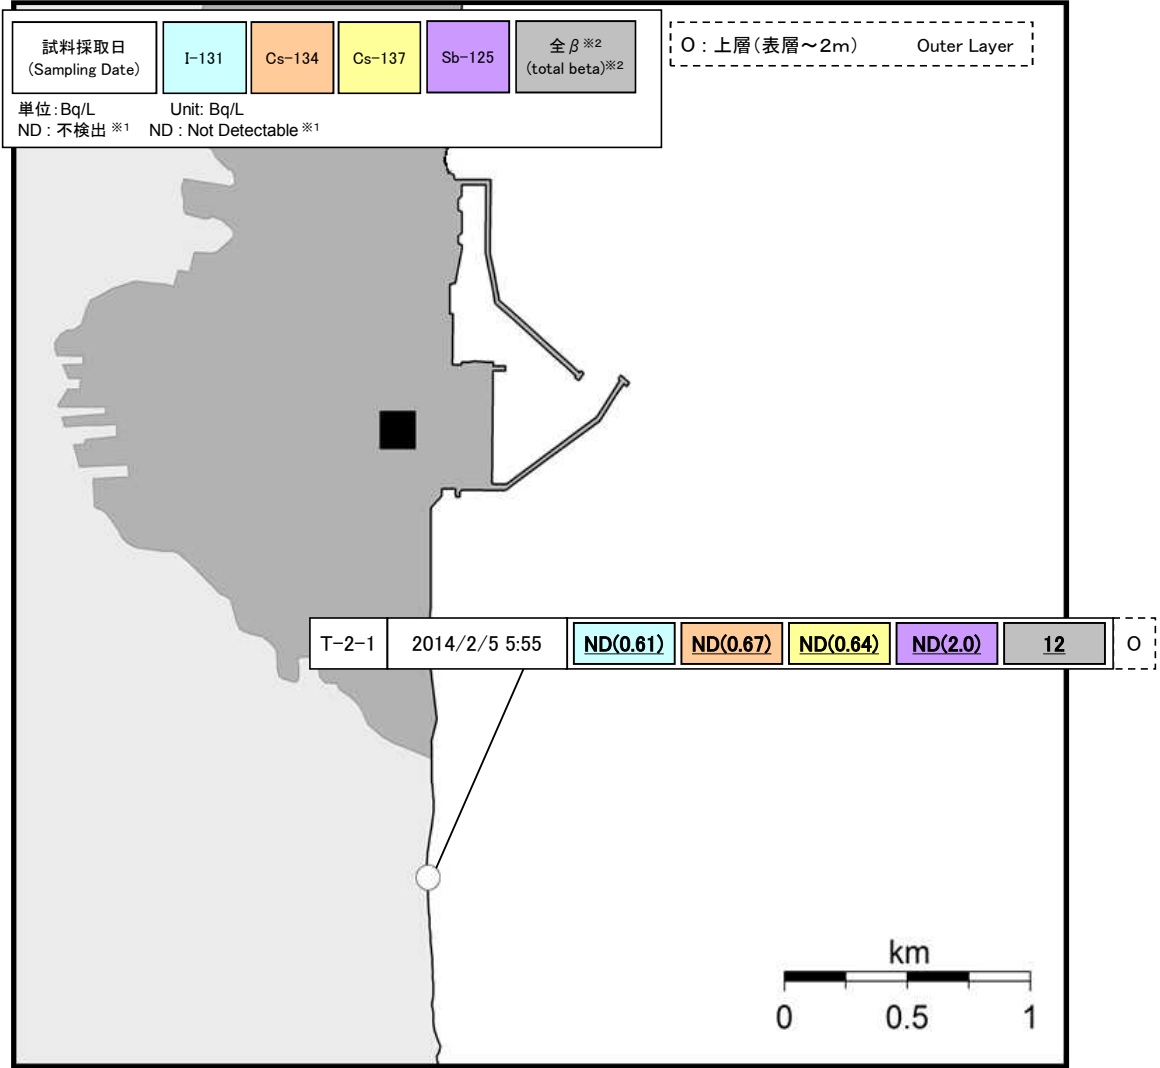 試料採取日
(Sampling Date)
I-131
Cs-134
Cs-137
Sb-125
全β※2
(total beta)※2
単位:Bq/L Unit: Bq/L
ND : 不検出 ※1 ND : Not Detectable ※1
O : 上層(表層~2m) Outer Layer
T-2-1 2014/2/5 5:55 ND(0.61) ND(0.67) ND(0.64) ND(2.0) 12 O
km
0 0.5 1